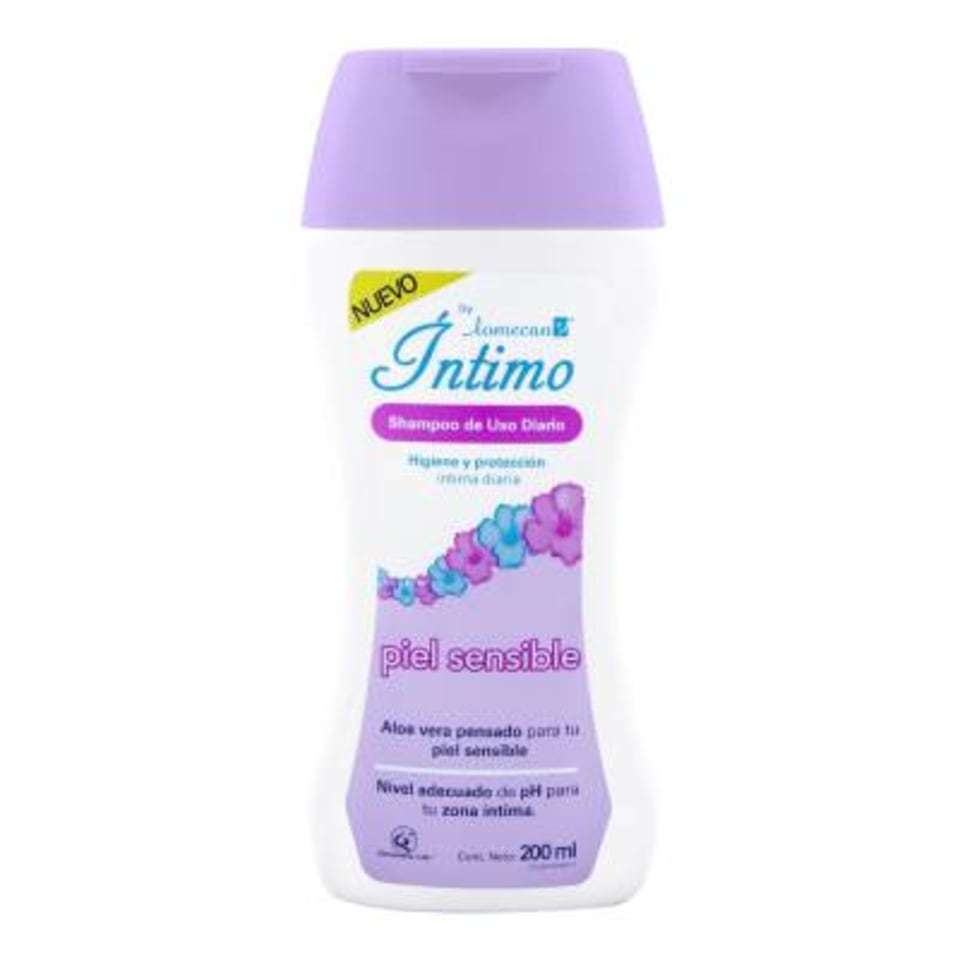 NUEVO
by
Lomecan V
Íntimo
Shampoo de Uso Diario
Higiene y protección
íntima diaria
piel sensible
Aloe vera pensado para tu
piel sensible
Nivel adecuado de pH para
tu zona intima.
Cont. Neto: 200 ml